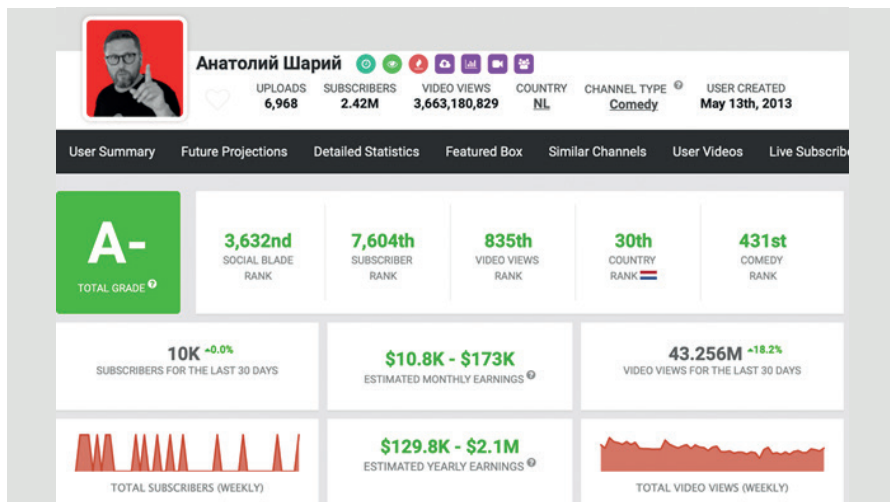 Анатолий Шарий
UPLOADS SUBSCRIBERS VIDEO VIEWS COUNTRY CHANNEL TYPE USER CREATED
6,968 2.42M 3,663,180,829 NL Comedy May 13th, 2013
User Summary Future Projections Detailed Statistics Featured Box Similar Channels User Videos Live Subscribe
A-
TOTAL GRADE ?
3,632nd 7,604th 835th 30th 431st
SOCIAL BLADE SUBSCRIBER VIDEO VIEWS COUNTRY COMEDY
RANK RANK RANK RANK RANK
10K 0.0% $10.8K - $173K 43.256M 18.2%
SUBSCRIBERS FOR THE LAST 30 DAYS ESTIMATED MONTHLY EARNINGS ? VIDEO VIEWS FOR THE LAST 30 DAYS
$129.8K - $2.1M
ESTIMATED YEARLY EARNINGS ?
TOTAL SUBSCRIBERS (WEEKLY) TOTAL VIDEO VIEWS (WEEKLY)